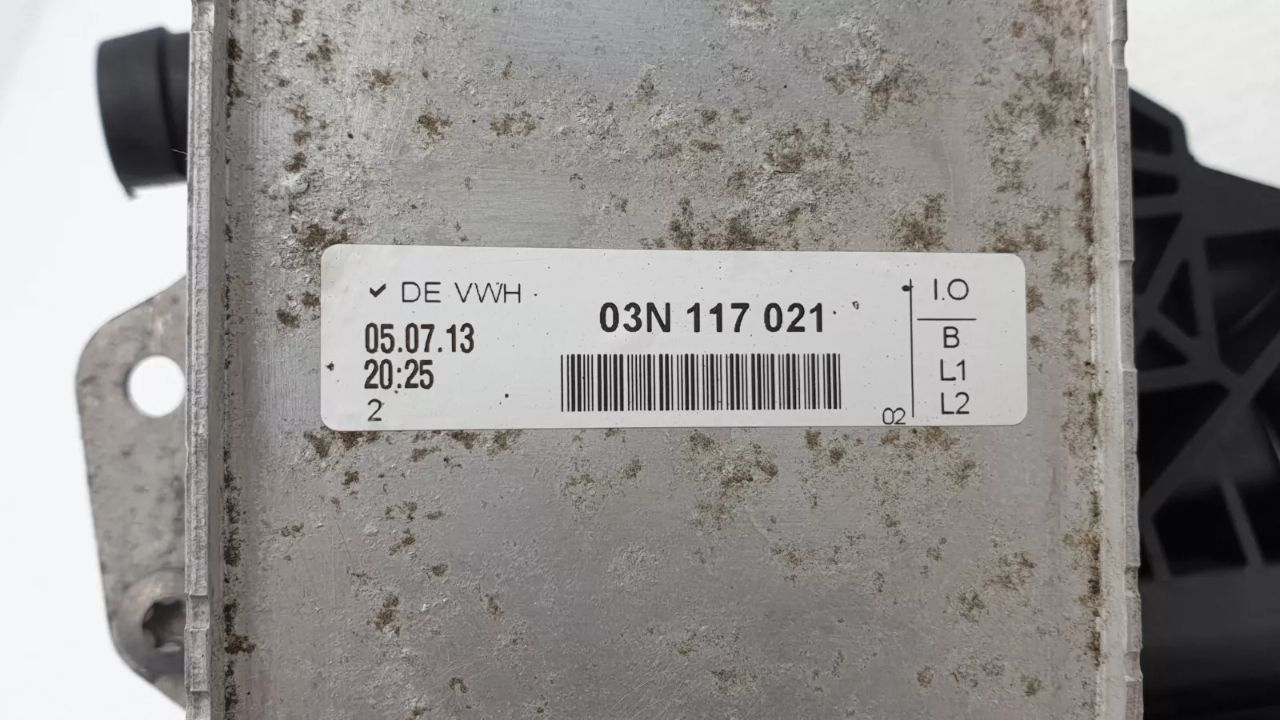 ✓ DE VWH
05.07.13
20:25
2
03N 117 021
02
I.O
B
L1
L2